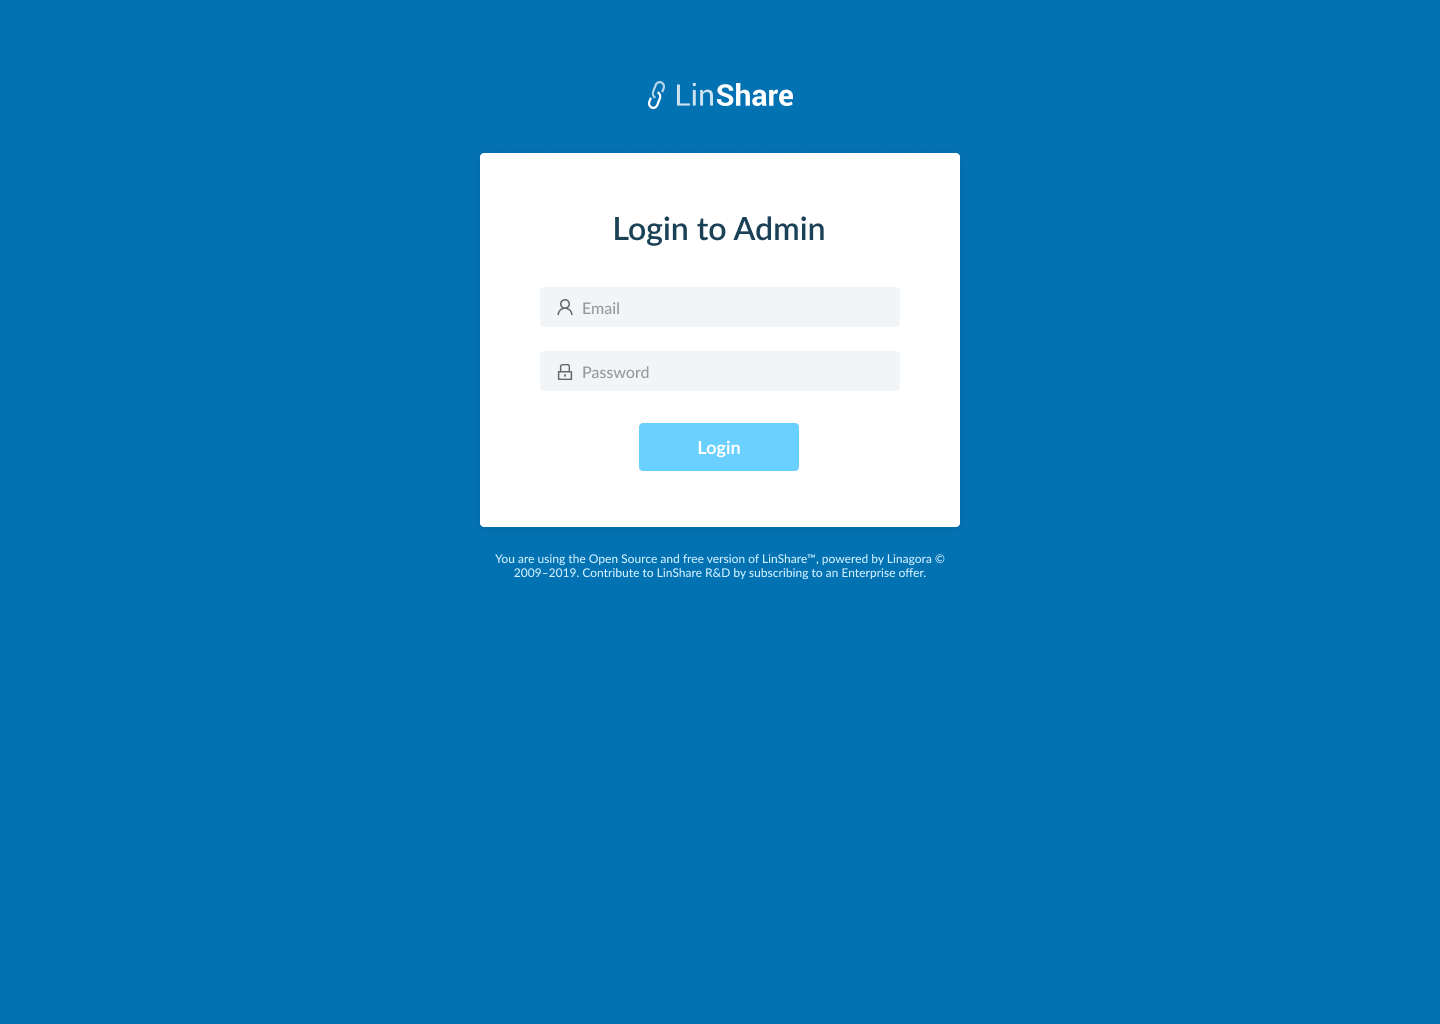 LinShare
Login to Admin
Email
Password
Login
You are using the Open Source and free version of LinShare™, powered by Linagora ©
2009–2019. Contribute to LinShare R&D by subscribing to an Enterprise offer.